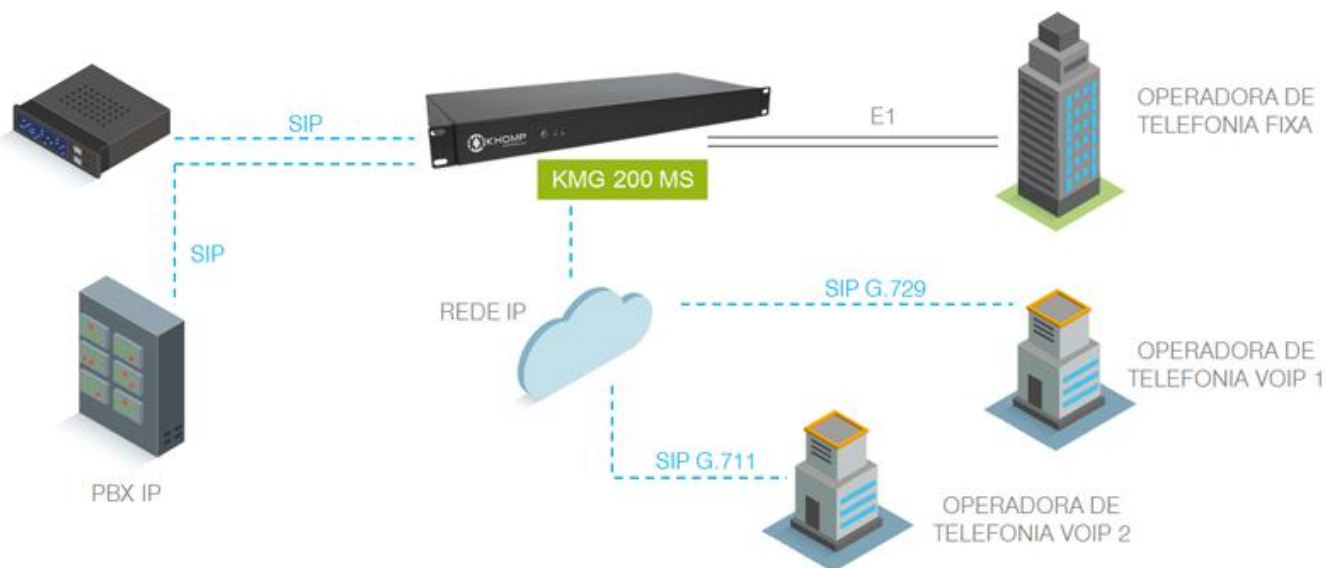 SIP
KHOMP
E1
OPERADORA DE
TELEFONIA FIXA
KMG 200 MS
SIP
REDE IP
SIP G.729
OPERADORA DE
TELEFONIA VOIP 1
SIP G.711
PBX IP
OPERADORA DE
TELEFONIA VOIP 2